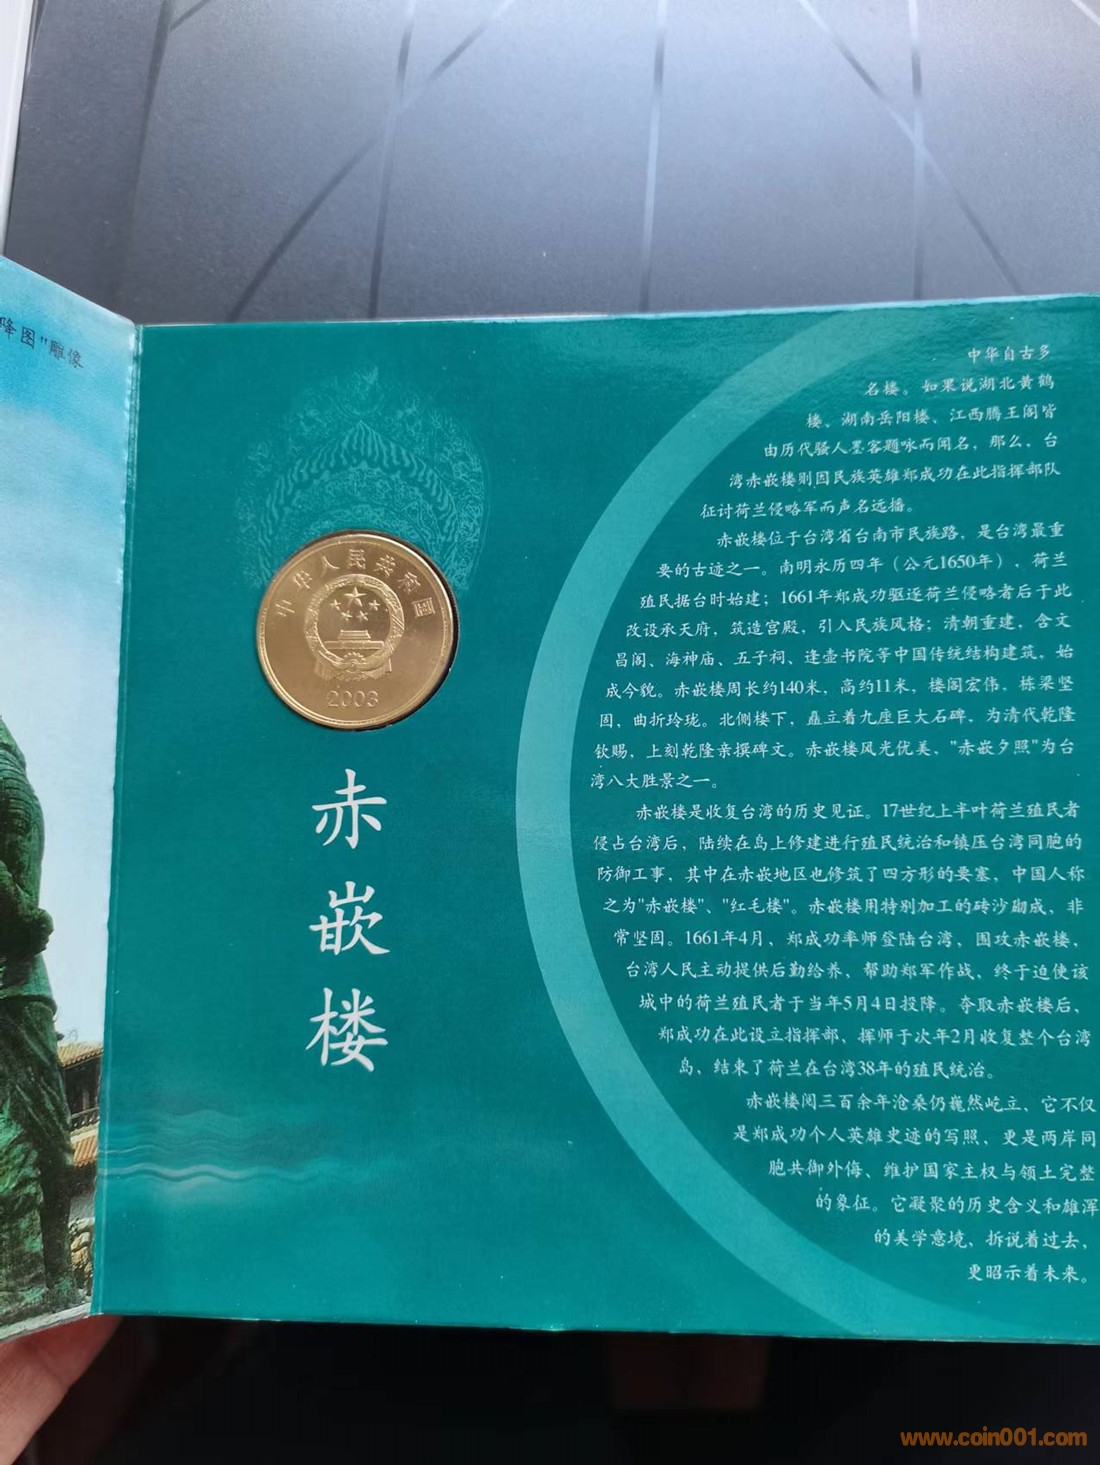 降图"雕像
中华人民共和国
2003
赤嵌楼
中华自古多
名楼。如果说湖北黄鹤
楼、湖南岳阳楼、江西腾王阁皆
由历代骚人墨客题咏而闻名，那么，台
湾赤嵌楼则因民族英雄郑成功在此指挥部队
征讨荷兰侵略军而声名远播。
赤嵌楼位于台湾省台南市民族路，是台湾最重
要的古迹之一。南明永历四年（公元1650年），荷兰
殖民据台时始建；1661年郑成功驱逐荷兰侵略者后于此
改设承天府，筑造宫殿，引入民族风格；清朝重建，含文
昌阁、海神庙、五子祠、逢壶书院等中国传统结构建筑，始
成今貌。赤嵌楼周长约140米，高约11米，楼阁宏伟，栋梁坚
固，曲折玲珑。北侧楼下，矗立着九座巨大石碑，为清代乾隆
钦赐，上刻乾隆亲撰碑文。赤嵌楼风光优美，"赤嵌夕照"为台
湾八大胜景之一。
赤嵌楼是收复台湾的历史见证。17世纪上半叶荷兰殖民者
侵占台湾后，陆续在岛上修建进行殖民统治和镇压台湾同胞的
防御工事，其中在赤嵌地区也修筑了四方形的要塞，中国人称
之为"赤嵌楼"、"红毛楼"。赤嵌楼用特别加工的砖沙砌成，非
常坚固。1661年4月，郑成功率师登陆台湾，围攻赤嵌楼，
台湾人民主动提供后勤给养，帮助郑军作战，终于迫使该
城中的荷兰殖民者于当年5月4日投降。夺取赤嵌楼后，
郑成功在此设立指挥部，挥师于次年2月收复整个台湾
岛，结束了荷兰在台湾38年的殖民统治。
赤嵌楼阅三百余年沧桑仍巍然屹立，它不仅
是郑成功个人英雄史迹的写照，更是两岸同
胞共御外侮、维护国家主权与领土完整
的象征。它凝聚的历史含义和雄浑
的美学意境，拆说着过去，
更昭示着未来。
www.coin001.com